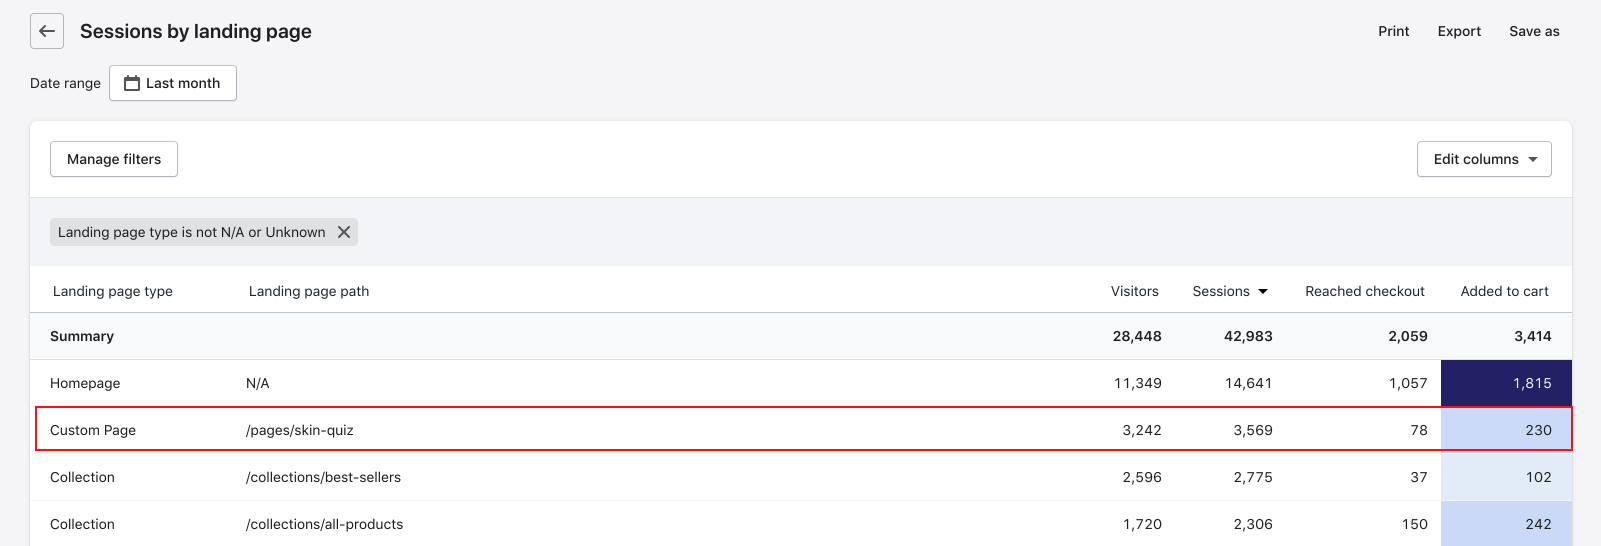 Sessions by landing page Print Export Save as
Date range Last month
Manage filters Edit columns
Landing page type is not N/A or Unknown
Landing page type Landing page path Visitors Sessions Reached checkout Added to cart
Summary 28,448 42,983 2,059 3,414
Homepage N/A 11,349 14,641 1,057 1,815
Custom Page /pages/skin-quiz 3,242 3,569 78 230
Collection /collections/best-sellers 2,596 2,775 37 102
Collection /collections/all-products 1,720 2,306 150 242